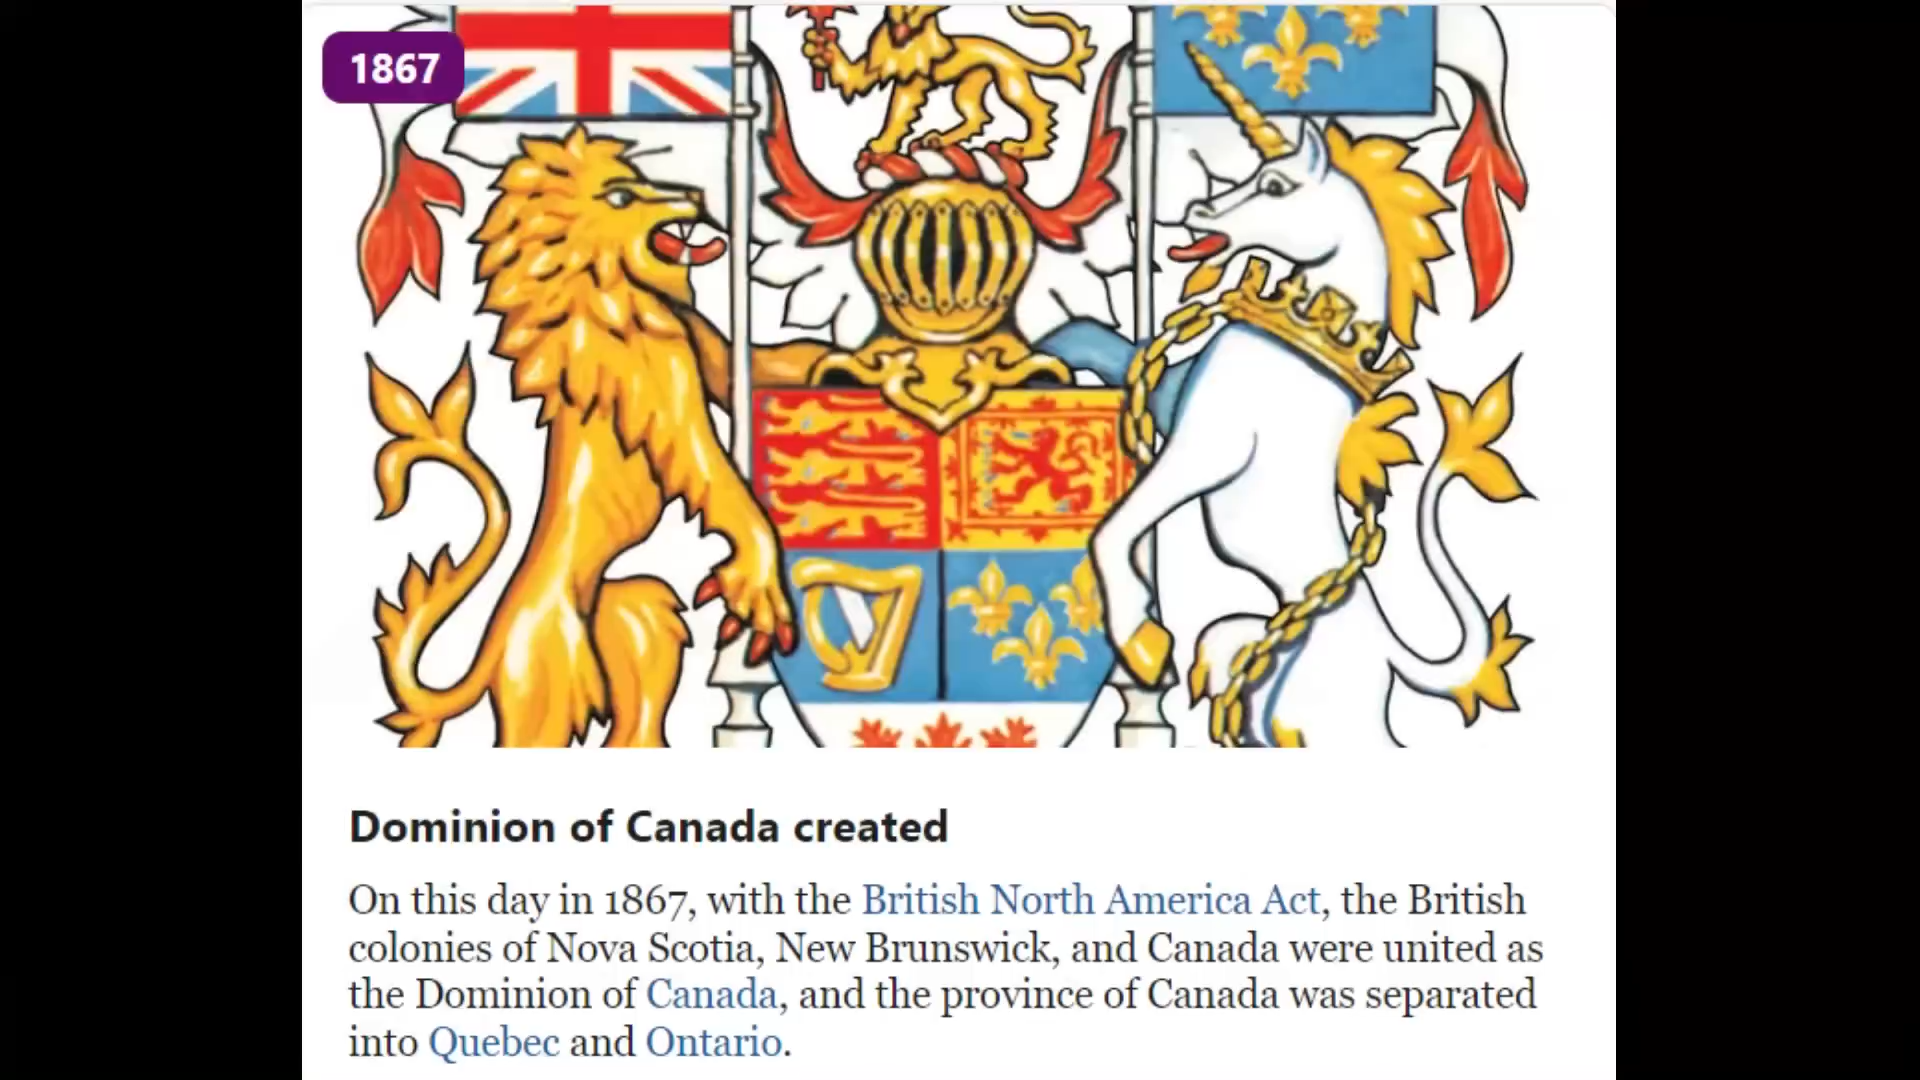 1867
Dominion of Canada created
On this day in 1867, with the British North America Act, the British
colonies of Nova Scotia, New Brunswick, and Canada were united as
the Dominion of Canada, and the province of Canada was separated
into Quebec and Ontario.